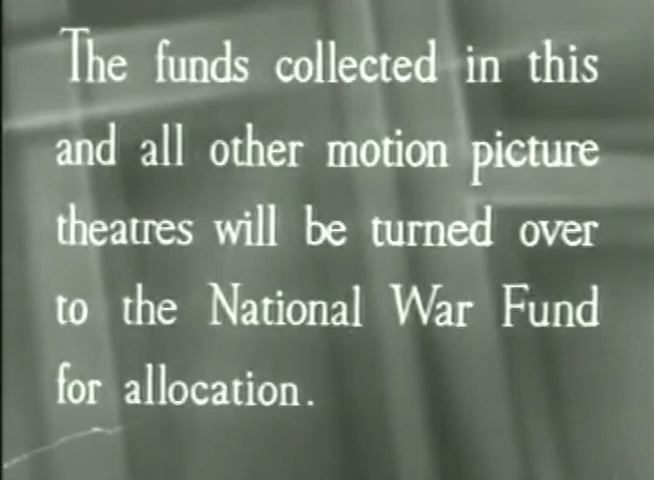 The funds collected in this
and all other motion picture
theatres will be turned over
to the National War Fund
for allocation.